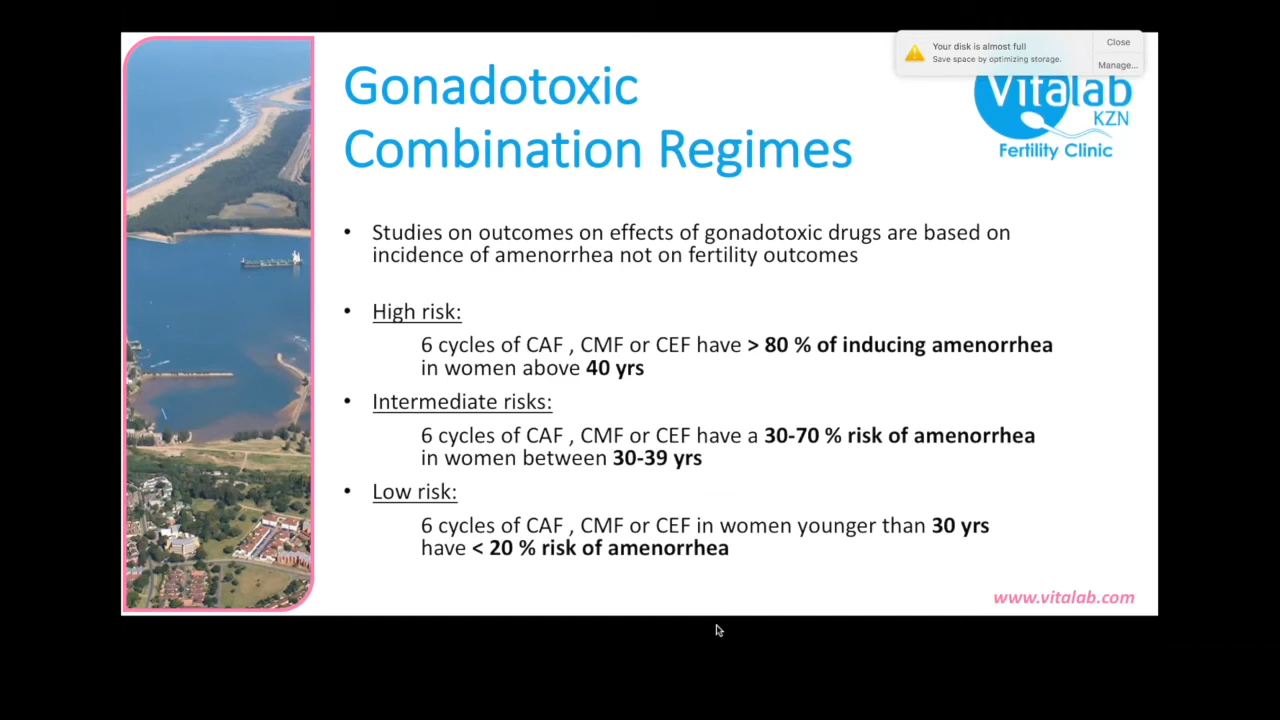 Gonadotoxic
Combination Regimes
Your disk is almost full
Save space by optimizing storage.
Close
Manage...
Vitalab
KZN
Fertility Clinic
• Studies on outcomes on effects of gonadotoxic drugs are based on
incidence of amenorrhea not on fertility outcomes
• High risk:
6 cycles of CAF , CMF or CEF have > 80 % of inducing amenorrhea
in women above 40 yrs
• Intermediate risks:
6 cycles of CAF , CMF or CEF have a 30-70 % risk of amenorrhea
in women between 30-39 yrs
• Low risk:
6 cycles of CAF , CMF or CEF in women younger than 30 yrs
have < 20 % risk of amenorrhea
www.vitalab.com